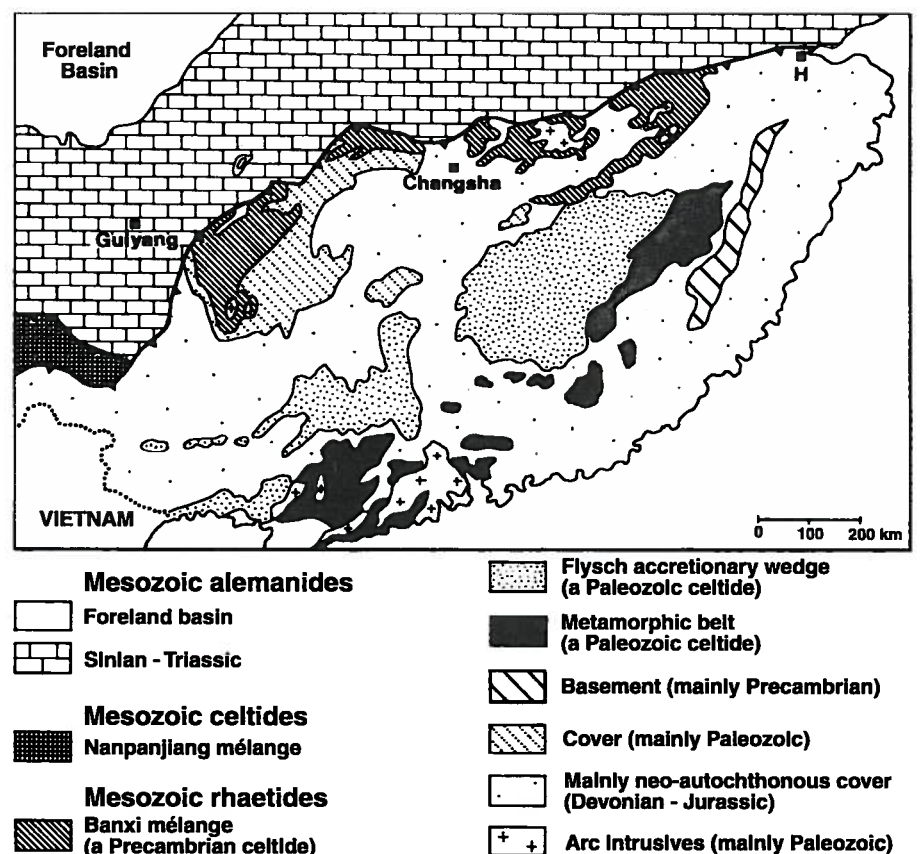 Foreland
Basin
H
Changsha
Guiyang
VIETNAM
0 100 200 km
Mesozoic alemanides
Foreland basin
Sinian - Triassic
Mesozoic celtides
Nanpanjiang mélange
Mesozoic rhaetides
Banxi mélange
(a Precambrian celtide)
Flysch accretionary wedge
(a Paleozoic celtide)
Metamorphic belt
(a Paleozoic celtide)
Basement (mainly Precambrian)
Cover (mainly Paleozoic)
Mainly neo-autochthonous cover
(Devonian - Jurassic)
Arc intrusives (mainly Paleozoic)